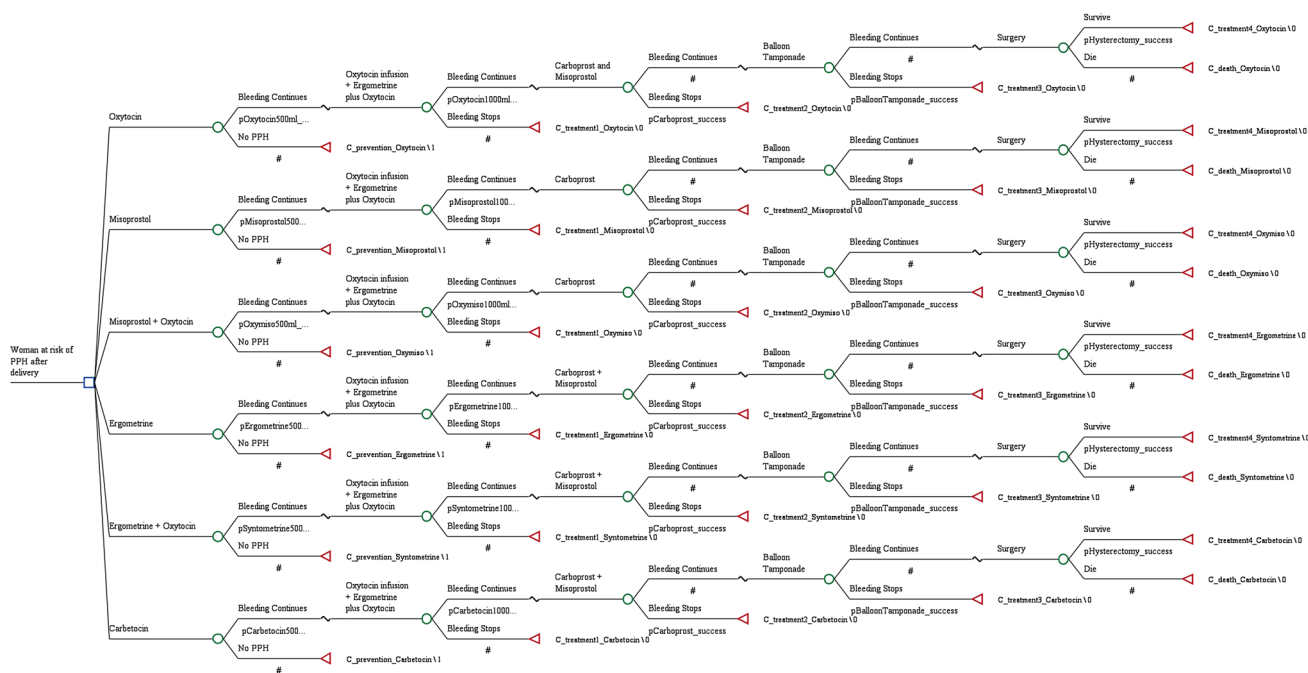 Woman at risk of
PPH after
delivery
Oxytocin
Bleeding Continues
pOxytocin500ml_...
No PPH
#
C_prevention_Oxytocin \ 1
Oxytocin infusion
+ Ergometrine
plus Oxytocin
Bleeding Continues
pOxytocin1000ml...
Bleeding Stops
#
C_treatment1_Oxytocin \ 0
Carboprost and
Misoprostol
Bleeding Continues
#
Bleeding Stops
pCarboprost_success
C_treatment2_Oxytocin \ 0
Balloon
Tamponade
Bleeding Continues
#
Bleeding Stops
pBalloonTamponade_success
C_treatment3_Oxytocin \ 0
Surgery
Survive
pHysterectomy_success
Die
#
C_treatment4_Oxytocin \ 0
C_death_Oxytocin \ 0
Misoprostol
Bleeding Continues
pMisoprostol500...
No PPH
#
C_prevention_Misoprostol \ 1
Oxytocin infusion
+ Ergometrine
plus Oxytocin
Bleeding Continues
pMisoprostol100...
Bleeding Stops
#
C_treatment1_Misoprostol \ 0
Carboprost
Bleeding Continues
#
Bleeding Stops
pCarboprost_success
C_treatment2_Misoprostol \ 0
Balloon
Tamponade
Bleeding Continues
#
Bleeding Stops
pBallonTamponade_success
C_treatment3_Misoprostol \ 0
Surgery
Survive
pHysterectomy_success
Die
#
C_treatment4_Misoprostol \ 0
C_death_Misoprostol \ 0
Misoprostol + Oxytocin
Bleeding Continues
pOxymiso500ml_...
No PPH
#
C_prevention_Oxymiso \ 1
Oxytocin infusion
+ Ergometrine
plus Oxytocin
Bleeding Continues
pOxymiso1000ml...
Bleeding Stops
#
C_treatment1_Oxymiso \ 0
Carboprost
Bleeding Continues
#
Bleeding Stops
pCarboprost_success
C_treatment2_Oxymiso \ 0
Balloon
Tamponade
Bleeding Continues
#
Bleeding Stops
pBalloonTamponade_success
C_treatment3_Oxymiso \ 0
Surgery
Survive
pHysterectomy_success
Die
#
C_treatment4_Oxymiso \ 0
C_death_Oxymiso \ 0
Ergometrine
Bleeding Continues
pErgometrine500...
No PPH
#
C_prevention_Ergometrine \ 1
Oxytocin infusion
+ Ergometrine
plus Oxytocin
Bleeding Continues
pErgometrine100...
Bleeding Stops
#
C_treatment1_Ergometrine \ 0
Carboprost +
Misoprostol
Bleeding Continues
#
Bleeding Stops
pCarboprost_success
C_treatment2_Ergometrine \ 0
Balloon
Tamponade
Bleeding Continues
#
Bleeding Stops
pBallonTamponade_success
C_treatment3_Ergometrine \ 0
Surgery
Survive
pHysterectomy_success
Die
#
C_treatment4_Ergometrine \ 0
C_death_Ergometrine \ 0
Ergometrine + Oxytocin
Bleeding Continues
pSyntometrine500...
No PPH
#
C_prevention_Syntometrine \ 1
Oxytocin infusion
+ Ergometrine
plus Oxytocin
Bleeding Continues
pSyntometrine100...
Bleeding Stops
#
C_treatment1_Syntometrine \ 0
Carboprost +
Misoprostol
Bleeding Continues
#
Bleeding Stops
pCarboprost_success
C_treatment2_Syntometrine \ 0
Balloon
Tamponade
Bleeding Continues
#
Bleeding Stops
pBallonTamponade_success
C_treatment3_Syntometrine \ 0
Surgery
Survive
pHysterectomy_success
Die
#
C_treatment4_Syntometrine \ 0
C_death_Syntometrine \ 0
Carbetocin
Bleeding Continues
pCarbetocin500...
No PPH
#
C_prevention_Carbetocin \ 1
Oxytocin infusion
+ Ergometrine
plus Oxytocin
Bleeding Continues
pCarbetocin1000...
Bleeding Stops
#
C_treatment1_Carbetocin \ 0
Carboprost +
Misoprostol
Bleeding Continues
#
Bleeding Stops
pCarboprost_success
C_treatment2_Carbetocin \ 0
Balloon
Tamponade
Bleeding Continues
#
Bleeding Stops
pBalloonTamponade_success
C_treatment3_Carbetocin \ 0
Surgery
Survive
pHysterectomy_success
Die
#
C_treatment4_Carbetocin \ 0
C_death_Carbetocin \ 0